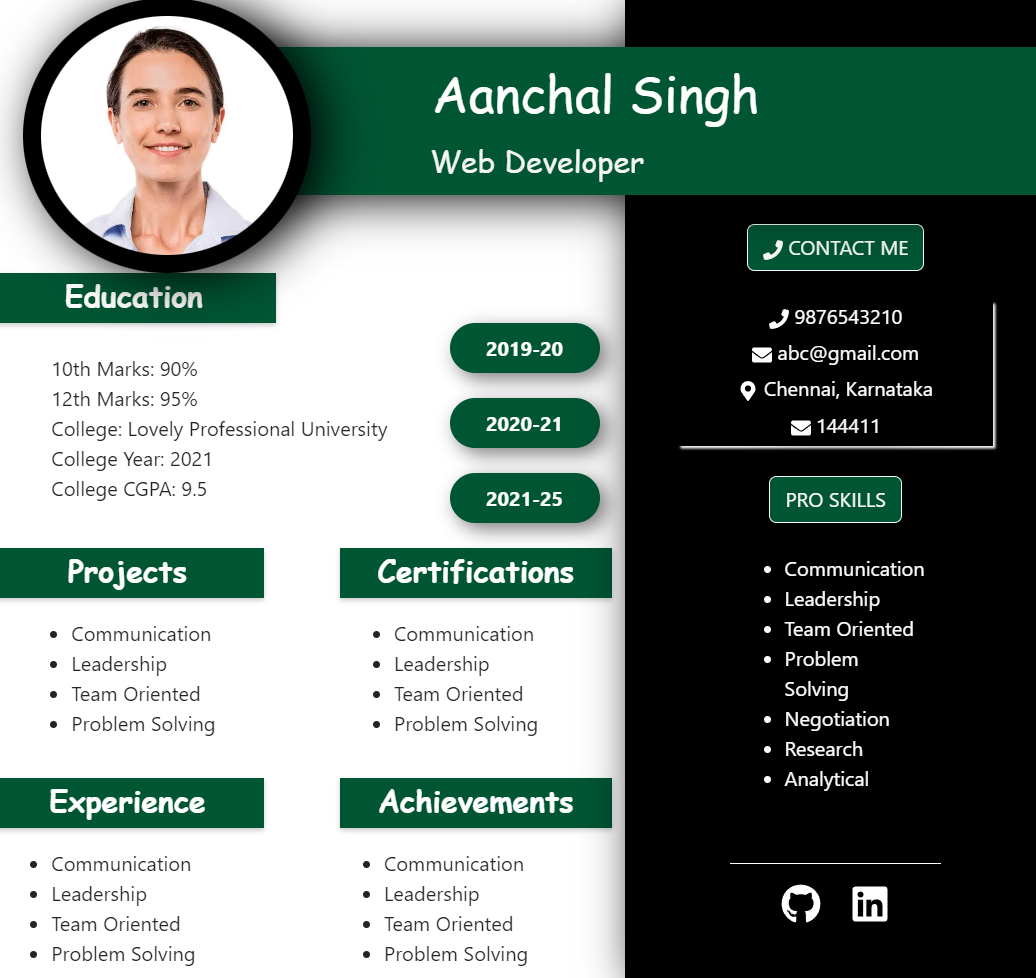 Aanchal Singh
Web Developer
Education
10th Marks: 90%
12th Marks: 95%
College: Lovely Professional University
College Year: 2021
College CGPA: 9.5
2019-20
2020-21
2021-25
Projects
Communication
Leadership
Team Oriented
Problem Solving
Certifications
Communication
Leadership
Team Oriented
Problem Solving
Experience
Communication
Leadership
Team Oriented
Problem Solving
Achievements
Communication
Leadership
Team Oriented
Problem Solving
CONTACT ME
9876543210
abc@gmail.com
Chennai, Karnataka
144411
PRO SKILLS
Communication
Leadership
Team Oriented
Problem
Solving
Negotiation
Research
Analytical
in